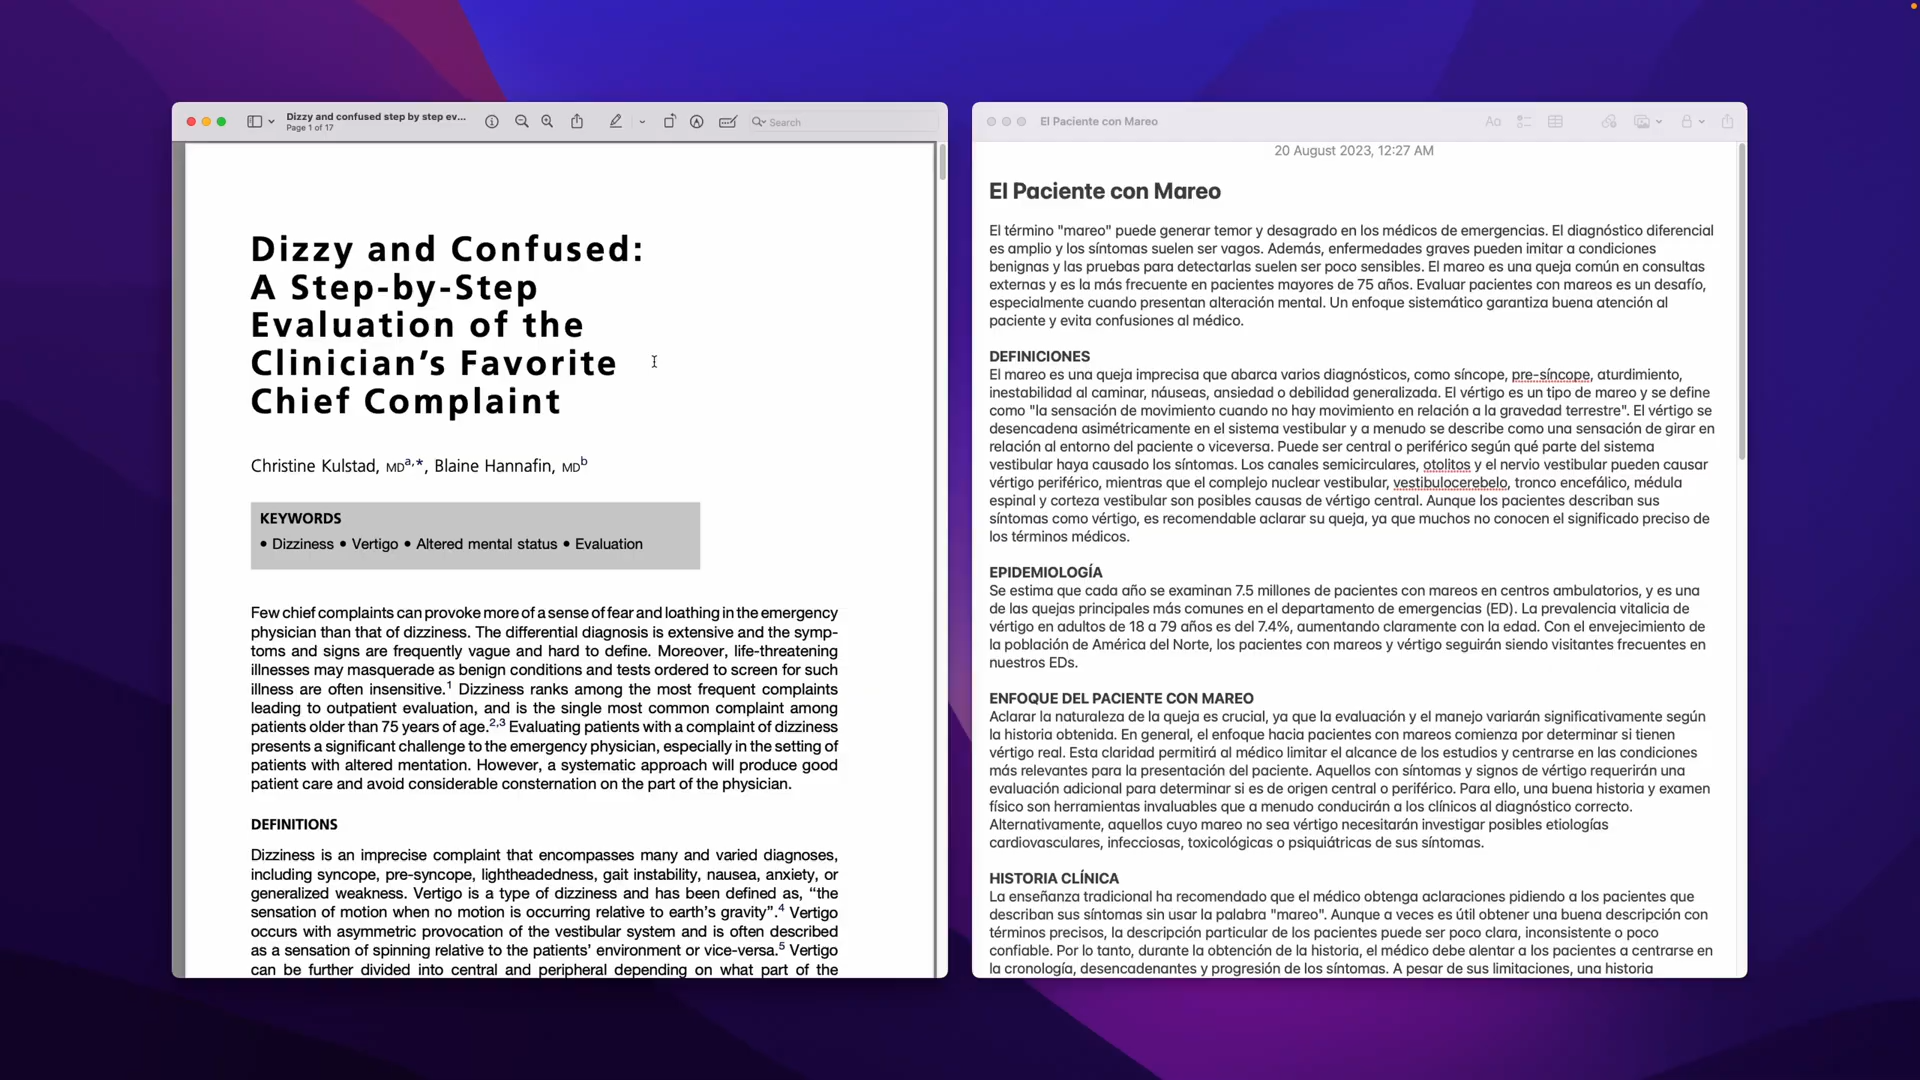 Dizzy and confused step by step ev...
Page 1 of 17
Search
Dizzy and Confused:
A Step-by-Step
Evaluation of the
Clinician's Favorite
Chief Complaint
Christine Kulstad, MDa,*, Blaine Hannafin, MDb
KEYWORDS
• Dizziness • Vertigo • Altered mental status • Evaluation
Few chief complaints can provoke more of a sense of fear and loathing in the emergency
physician than that of dizziness. The differential diagnosis is extensive and the symp-
toms and signs are frequently vague and hard to define. Moreover, life-threatening
illnesses may masquerade as benign conditions and tests ordered to screen for such
illness are often insensitive.1 Dizziness ranks among the most frequent complaints
leading to outpatient evaluation, and is the single most common complaint among
patients older than 75 years of age.2,3 Evaluating patients with a complaint of dizziness
presents a significant challenge to the emergency physician, especially in the setting of
patients with altered mentation. However, a systematic approach will produce good
patient care and avoid considerable consternation on the part of the physician.
DEFINITIONS
Dizziness is an imprecise complaint that encompasses many and varied diagnoses,
including syncope, pre-syncope, lightheadedness, gait instability, nausea, anxiety, or
generalized weakness. Vertigo is a type of dizziness and has been defined as, “the
sensation of motion when no motion is occurring relative to earth's gravity”.4 Vertigo
occurs with asymmetric provocation of the vestibular system and is often described
as a sensation of spinning relative to the patients' environment or vice-versa.5 Vertigo
can be further divided into central and peripheral depending on what part of the
El Paciente con Mareo
Aa
20 August 2023, 12:27 AM
El Paciente con Mareo
El término "mareo" puede generar temor y desagrado en los médicos de emergencias. El diagnóstico diferencial
es amplio y los síntomas suelen ser vagos. Además, enfermedades graves pueden imitar a condiciones
benignas y las pruebas para detectarlas suelen ser poco sensibles. El mareo es una queja común en consultas
externas y es la más frecuente en pacientes mayores de 75 años. Evaluar pacientes con mareos es un desafío,
especialmente cuando presentan alteración mental. Un enfoque sistemático garantiza buena atención al
paciente y evita confusiones al médico.
DEFINICIONES
El mareo es una queja imprecisa que abarca varios diagnósticos, como síncope, pre-síncope, aturdimiento,
inestabilidad al caminar, náuseas, ansiedad o debilidad generalizada. El vértigo es un tipo de mareo y se define
como "la sensación de movimiento cuando no hay movimiento en relación a la gravedad terrestre". El vértigo se
desencadena asimétricamente en el sistema vestibular y a menudo se describe como una sensación de girar en
relación al entorno del paciente o viceversa. Puede ser central o periférico según qué parte del sistema
vestibular haya causado los síntomas. Los canales semicirculares, otolitos y el nervio vestibular pueden causar
vértigo periférico, mientras que el complejo nuclear vestibular, vestibulocerebelo, tronco encefálico, médula
espinal y corteza vestibular son posibles causas de vértigo central. Aunque los pacientes describan sus
síntomas como vértigo, es recomendable aclarar su queja, ya que muchos no conocen el significado preciso de
los términos médicos.
EPIDEMIOLOGÍA
Se estima que cada año se examinan 7.5 millones de pacientes con mareos en centros ambulatorios, y es una
de las quejas principales más comunes en el departamento de emergencias (ED). La prevalencia vitalicia de
vértigo en adultos de 18 a 79 años es del 7.4%, aumentando claramente con la edad. Con el envejecimiento de
la población de América del Norte, los pacientes con mareos y vértigo seguirán siendo visitantes frecuentes en
nuestros EDs.
ENFOQUE DEL PACIENTE CON MAREO
Aclarar la naturaleza de la queja es crucial, ya que la evaluación y el manejo variarán significativamente según
la historia obtenida. En general, el enfoque hacia pacientes con mareos comienza por determinar si tienen
vértigo real. Esta claridad permitirá al médico limitar el alcance de los estudios y centrarse en las condiciones
más relevantes para la presentación del paciente. Aquellos con síntomas y signos de vértigo requerirán una
evaluación adicional para determinar si es de origen central o periférico. Para ello, una buena historia y examen
físico son herramientas invaluables que a menudo conducirán a los clínicos al diagnóstico correcto.
Alternativamente, aquellos cuyo mareo no sea vértigo necesitarán investigar posibles etiologías
cardiovasculares, infecciosas, toxicológicas o psiquiátricas de sus síntomas.
HISTORIA CLÍNICA
La enseñanza tradicional ha recomendado que el médico obtenga aclaraciones pidiendo a los pacientes que
describan sus síntomas sin usar la palabra "mareo". Aunque a veces es útil obtener una buena descripción con
términos precisos, la descripción particular de los pacientes puede ser poco clara, inconsistente o poco
confiable. Por lo tanto, durante la obtención de la historia, el médico debe alentar a los pacientes a centrarse en
la cronología, desencadenantes y progresión de los síntomas. A pesar de sus limitaciones, una historia